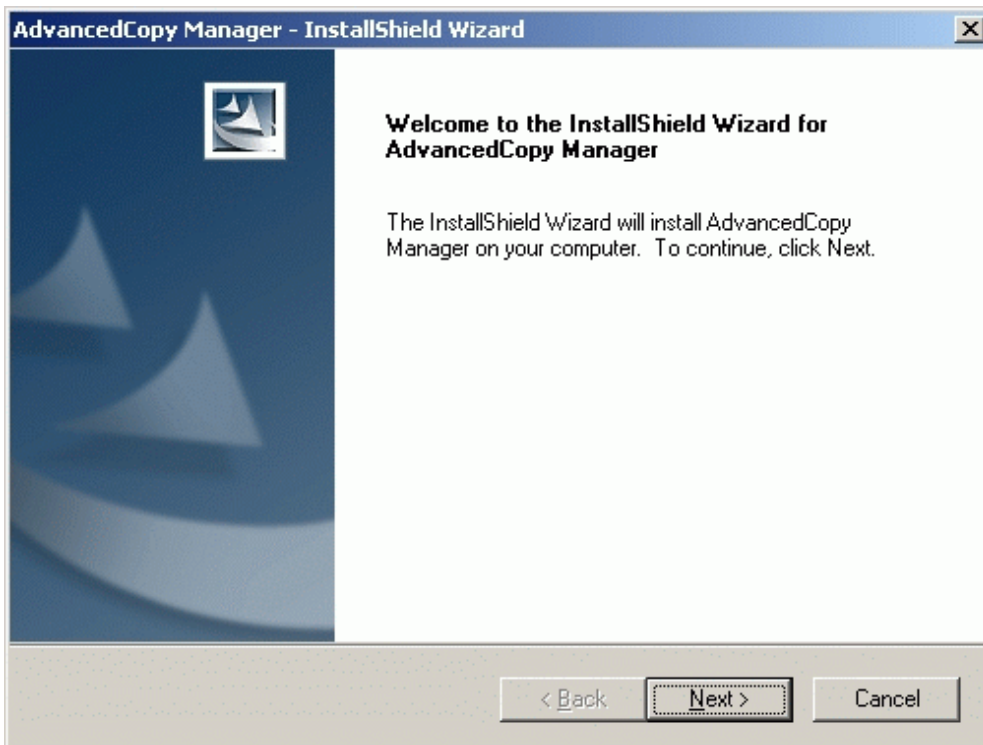 AdvancedCopy Manager - InstallShield Wizard
Welcome to the InstallShield Wizard for
AdvancedCopy Manager
The InstallShield Wizard will install AdvancedCopy
Manager on your computer.  To continue, click Next.
< Back
Next >
Cancel